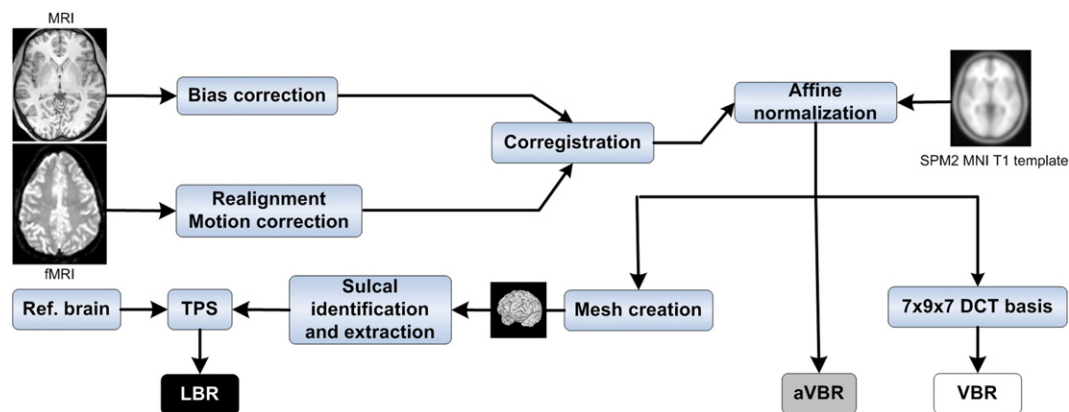 MRI
Bias correction
Affine
normalization
Corregistration
SPM2 MNI T1 template
Realignment
Motion correction
fMRI
Ref. brain
TPS
Sulcal
identification
and extraction
Mesh creation
7x9x7 DCT basis
LBR
aVBR
VBR